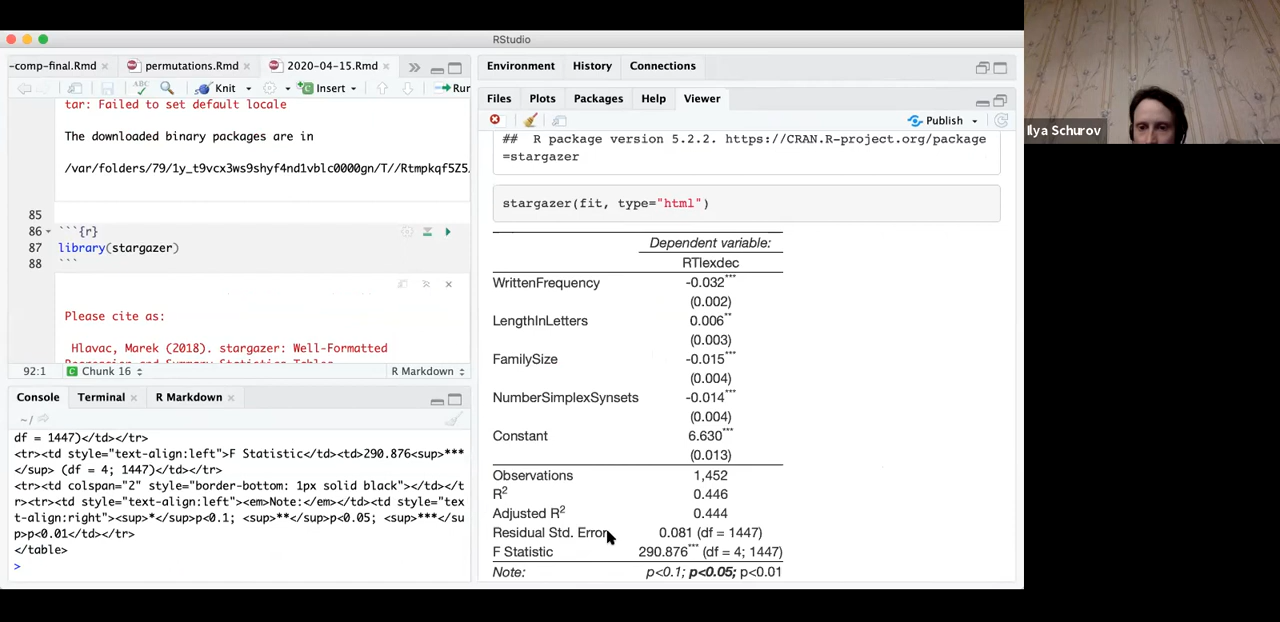 RStudio
-comp-final.Rmd × permutations.Rmd × 2020-04-15.Rmd × »
ABC Knit Insert Run
tar: Failed to set default locale
The downloaded binary packages are in
/var/folders/79/1y_t9vcx3ws9shyf4nd1vblc0000gn/T//Rtmpkqf5Z5
85
86 ```{r}
87 library(stargazer)
88 ```
Please cite as:
Hlavac, Marek (2018). stargazer: Well-Formatted
Regression and Summary Statistics Tables.
92:1 C Chunk 16 R Markdown
Console Terminal × R Markdown ×
~/
df = 1447)</td></tr>
<tr><td style="text-align:left">F Statistic</td><td>290.876<sup>***
</sup> (df = 4; 1447)</td></tr>
<tr><td colspan="2" style="border-bottom: 1px solid black"></td></t
r><tr><td style="text-align:left"><em>Note:</em></td><td style="tex
t-align:right"><sup>*</sup>p<0.1; <sup>**</sup>p<0.05; <sup>***</su
p>p<0.01</td></tr>
</table>
>
Environment History Connections
Files Plots Packages Help Viewer
Publish
## R package version 5.2.2. https://CRAN.R-project.org/package
=stargazer
stargazer(fit, type="html")
Dependent variable:
RTlexdec
WrittenFrequency -0.032***
(0.002)
LengthInLetters 0.006**
(0.003)
FamilySize -0.015***
(0.004)
NumberSimplexSynsets -0.014***
(0.004)
Constant 6.630***
(0.013)
Observations 1,452
R2 0.446
Adjusted R2 0.444
Residual Std. Error 0.081 (df = 1447)
F Statistic 290.876*** (df = 4; 1447)
Note: p<0.1; p<0.05; p<0.01
Ilya Schurov